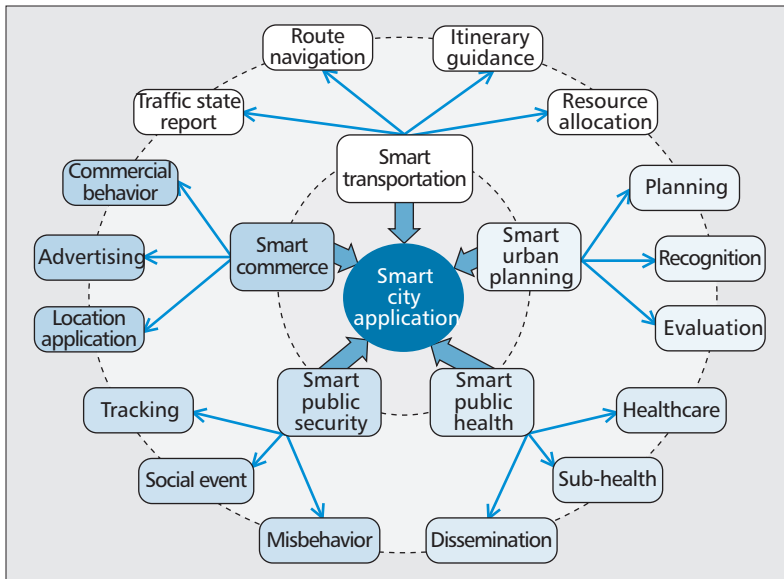 Route
navigation
Itinerary
guidance
Traffic state
report
Resource
allocation
Smart
transportation
Commercial
behavior
Planning
Advertising
Smart
commerce
Smart
urban
planning
Recognition
Smart
city
application
Location
application
Evaluation
Tracking
Smart
public
security
Smart
public
health
Healthcare
Social event
Sub-health
Misbehavior
Dissemination